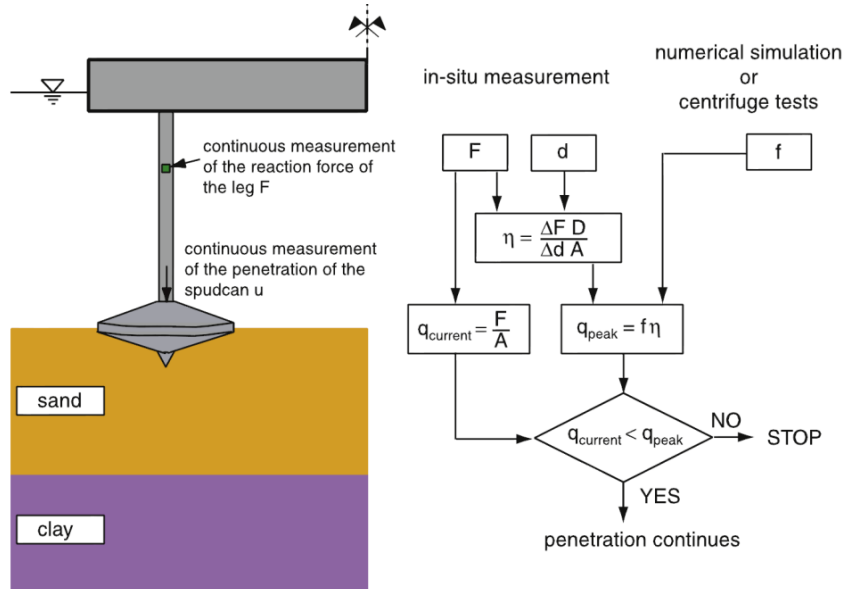 continuous measurement
of the reaction force of
the leg F
continuous measurement
of the penetration of the
spudcan u
sand
clay
in-situ measurement
numerical simulation
or
centrifuge tests
F
d
f
η = ΔF D / Δd A
q_current = F / A
q_peak = f η
q_current < q_peak
NO
STOP
YES
penetration continues